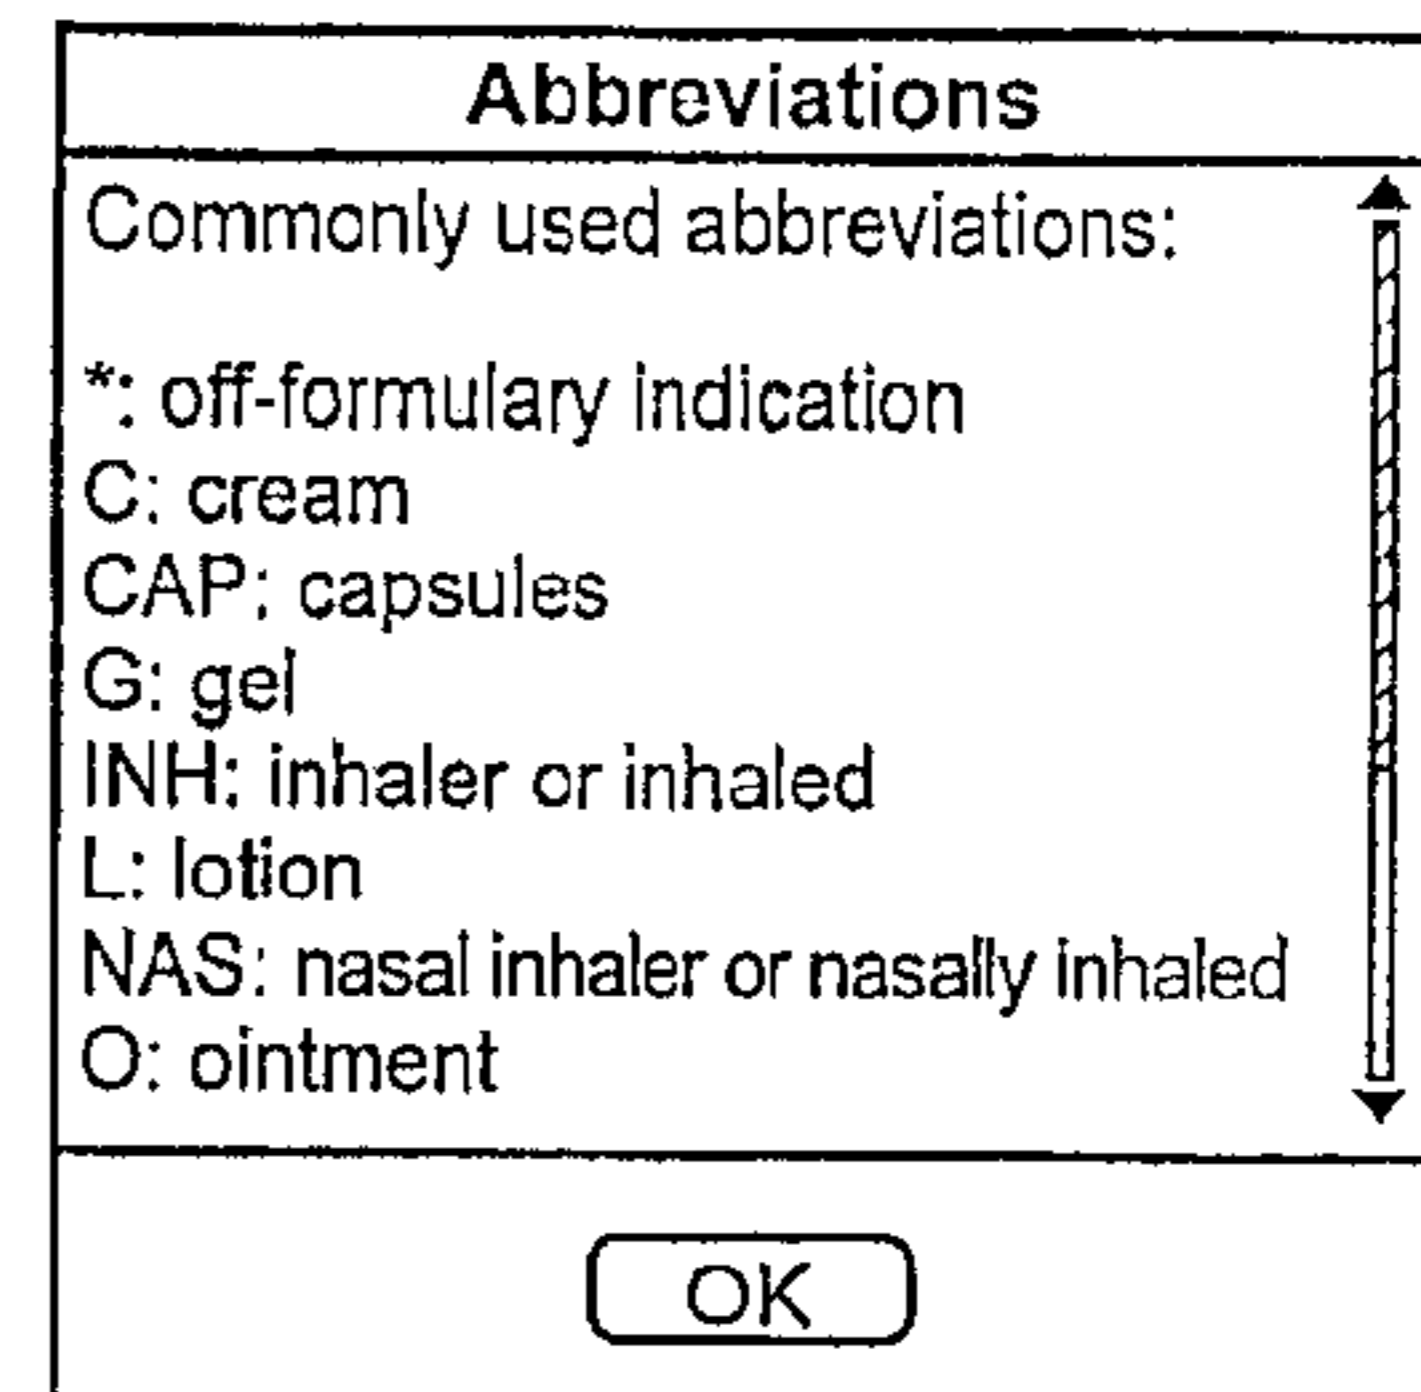 Abbreviations
Commonly used abbreviations:
*: off-formulary indication
C: cream
CAP: capsules
G: gel
INH: inhaler or inhaled
L: lotion
NAS: nasal inhaler or nasally inhaled
O: ointment
OK